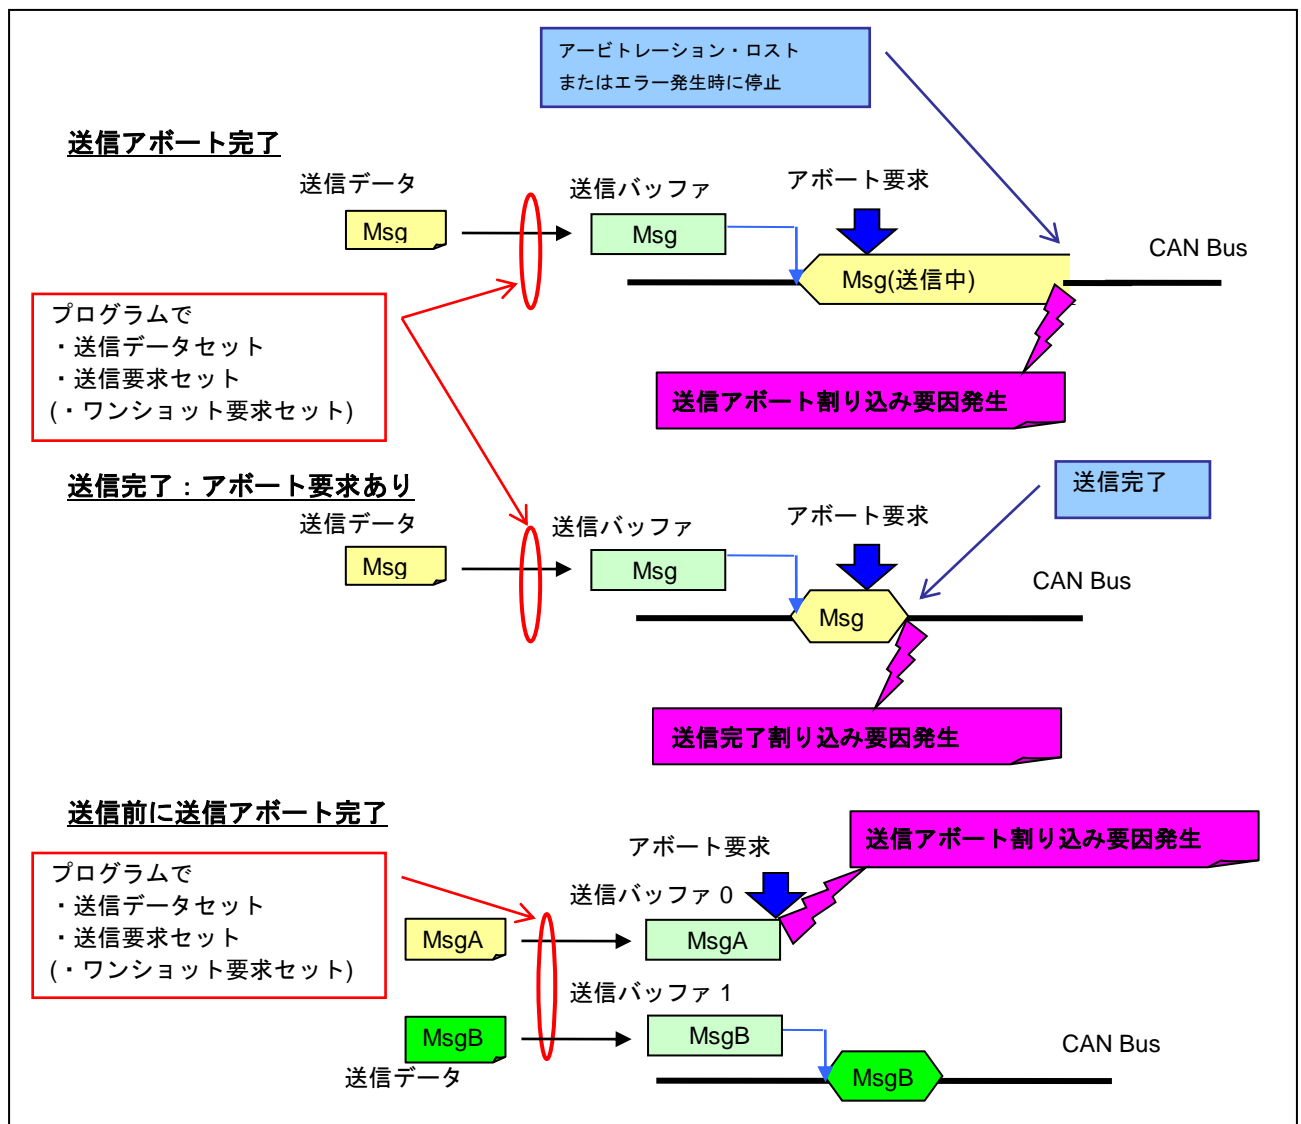 アービトレーション・ロスト
またはエラー発生時に停止
送信アボート完了
送信データ
送信バッファ
アボート要求
Msg
Msg
Msg(送信中)
CAN Bus
プログラムで
・送信データセット
・送信要求セット
(・ワンショット要求セット)
送信アボート割り込み要因発生
送信完了：アボート要求あり
送信データ
送信バッファ
アボート要求
送信完了
Msg
Msg
Msg
CAN Bus
送信完了割り込み要因発生
送信前に送信アボート完了
送信アボート割り込み要因発生
アボート要求
プログラムで
・送信データセット
・送信要求セット
(・ワンショット要求セット)
送信バッファ 0
MsgA
MsgA
送信バッファ 1
MsgB
MsgB
送信データ
MsgB
CAN Bus